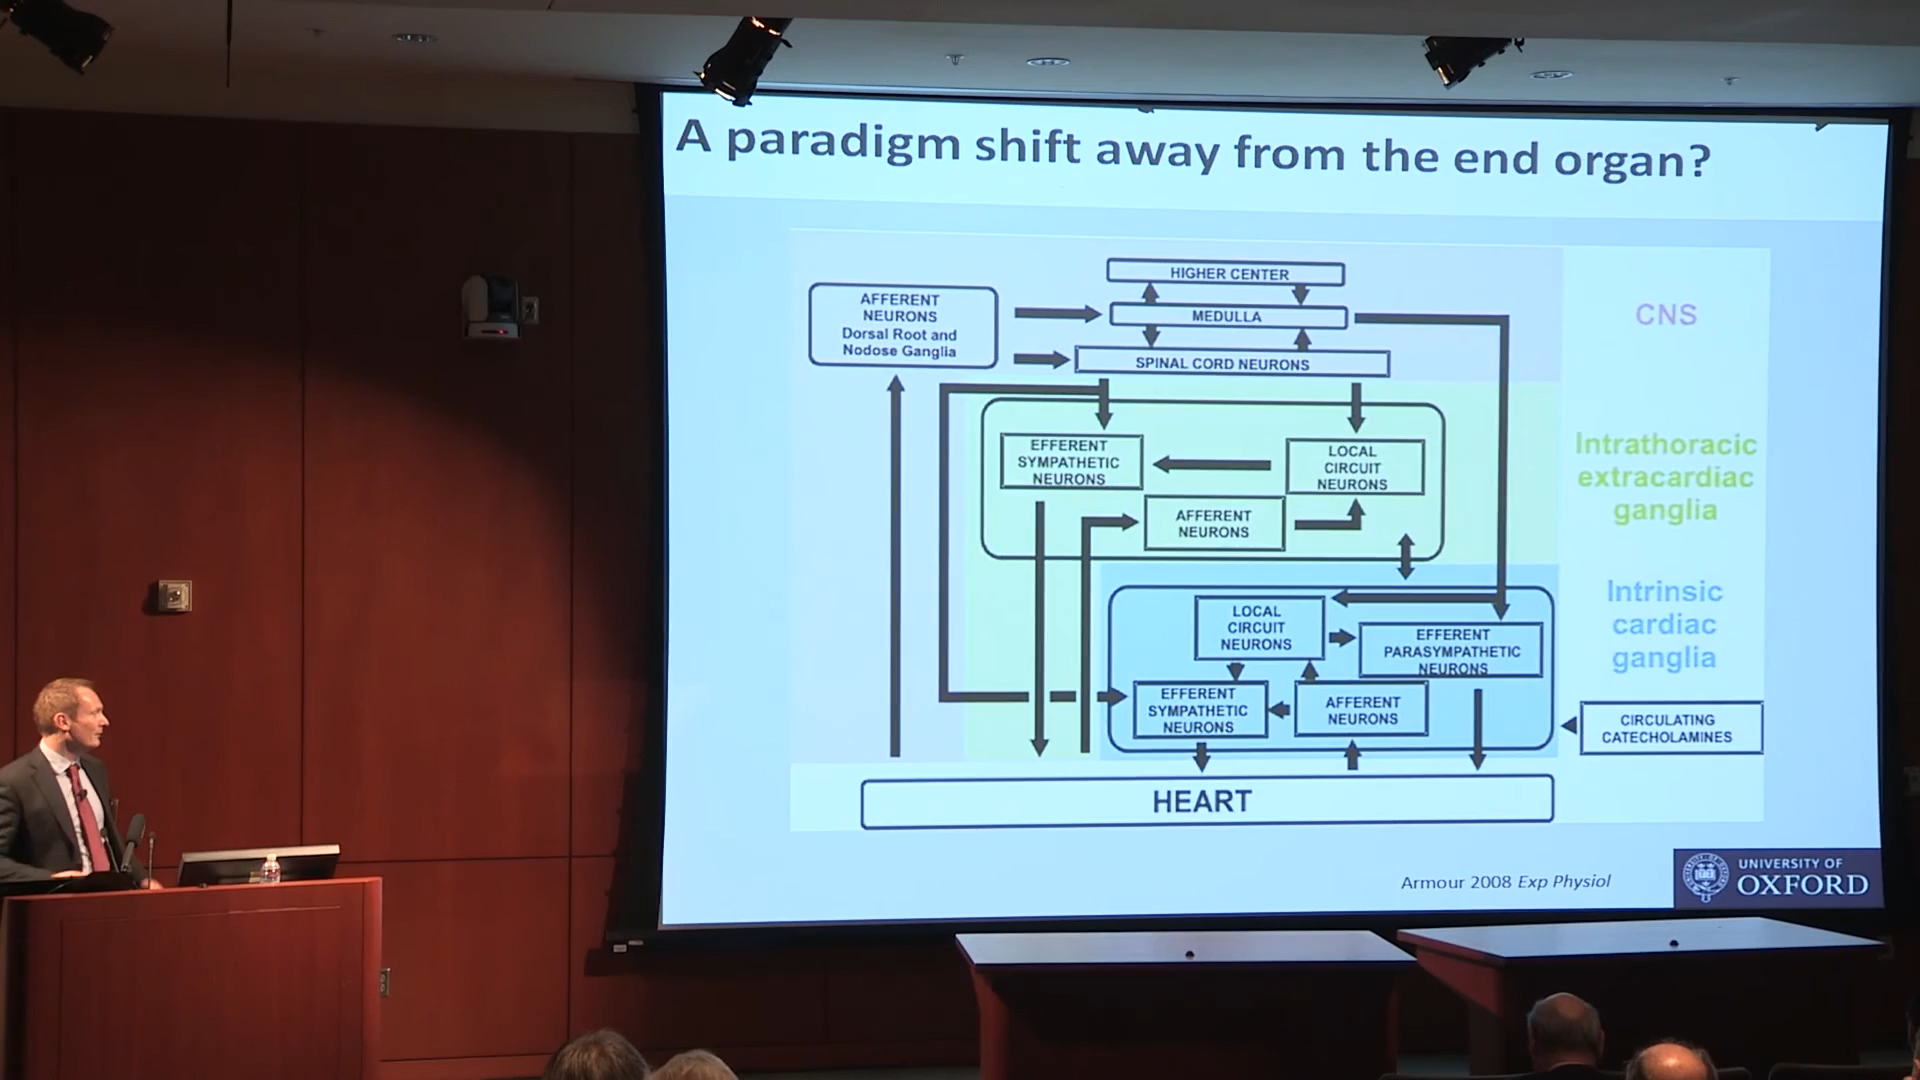 A paradigm shift away from the end organ?
HIGHER CENTER
AFFERENT
NEURONS
Dorsal Root and
Nodose Ganglia
MEDULLA
SPINAL CORD NEURONS
CNS
EFFERENT
SYMPATHETIC
NEURONS
LOCAL
CIRCUIT
NEURONS
AFFERENT
NEURONS
Intrathoracic
extracardiac
ganglia
LOCAL
CIRCUIT
NEURONS
EFFERENT
PARASYMPATHETIC
NEURONS
EFFERENT
SYMPATHETIC
NEURONS
AFFERENT
NEURONS
Intrinsic
cardiac
ganglia
CIRCULATING
CATECHOLAMINES
HEART
Armour 2008 Exp Physiol
UNIVERSITY OF
OXFORD